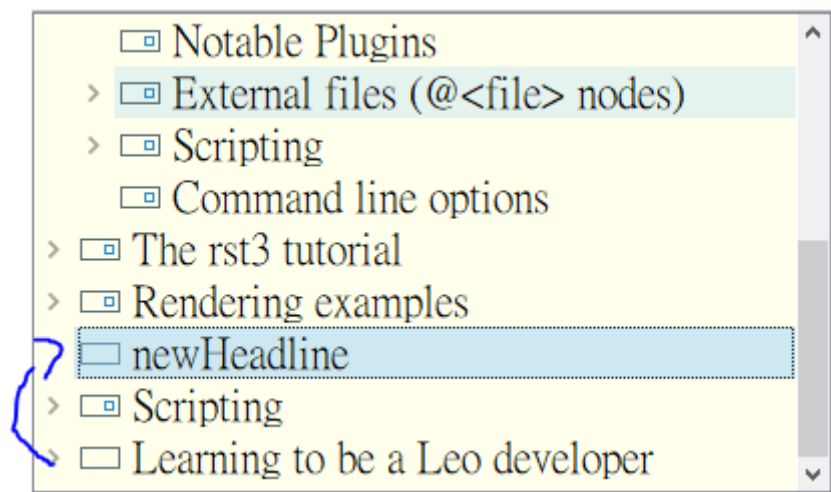 Notable Plugins
External files (@<file> nodes)
Scripting
Command line options
The rst3 tutorial
Rendering examples
newHeadline
Scripting
Learning to be a Leo developer